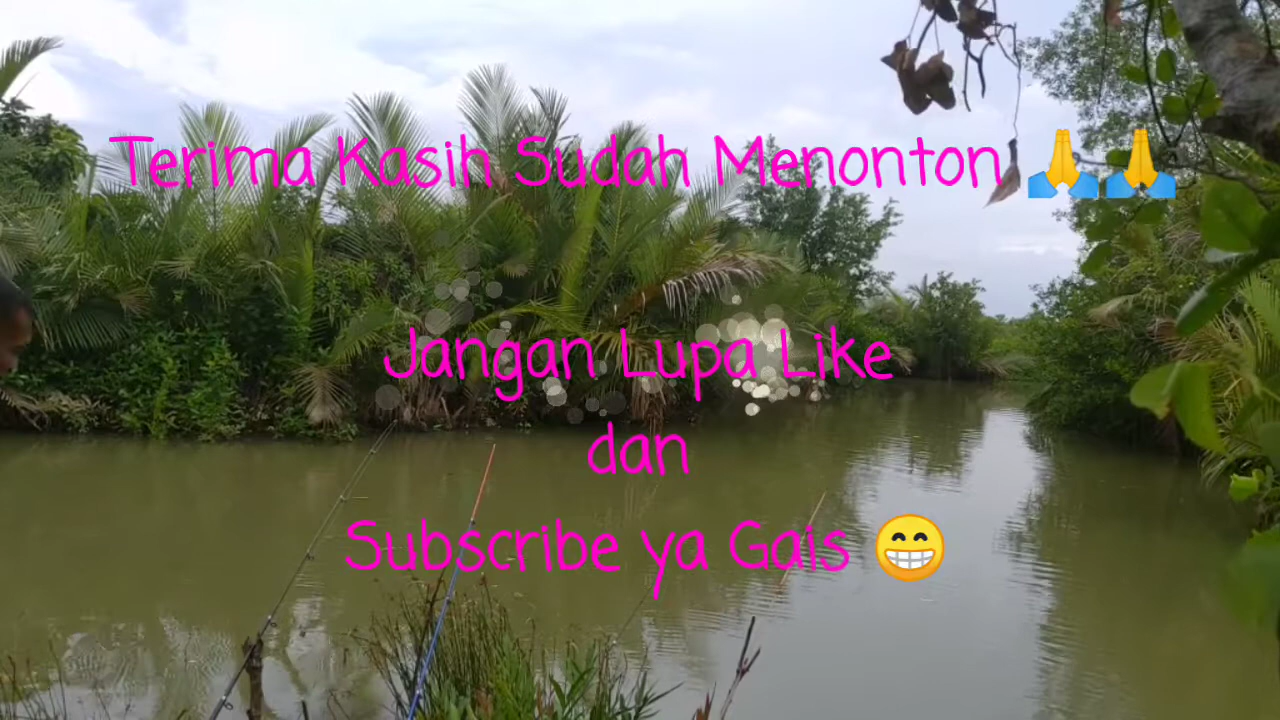 Terima Kasih Sudah Menonton 🙏🙏
Jangan Lupa Like
dan
Subscribe ya Gais 😁